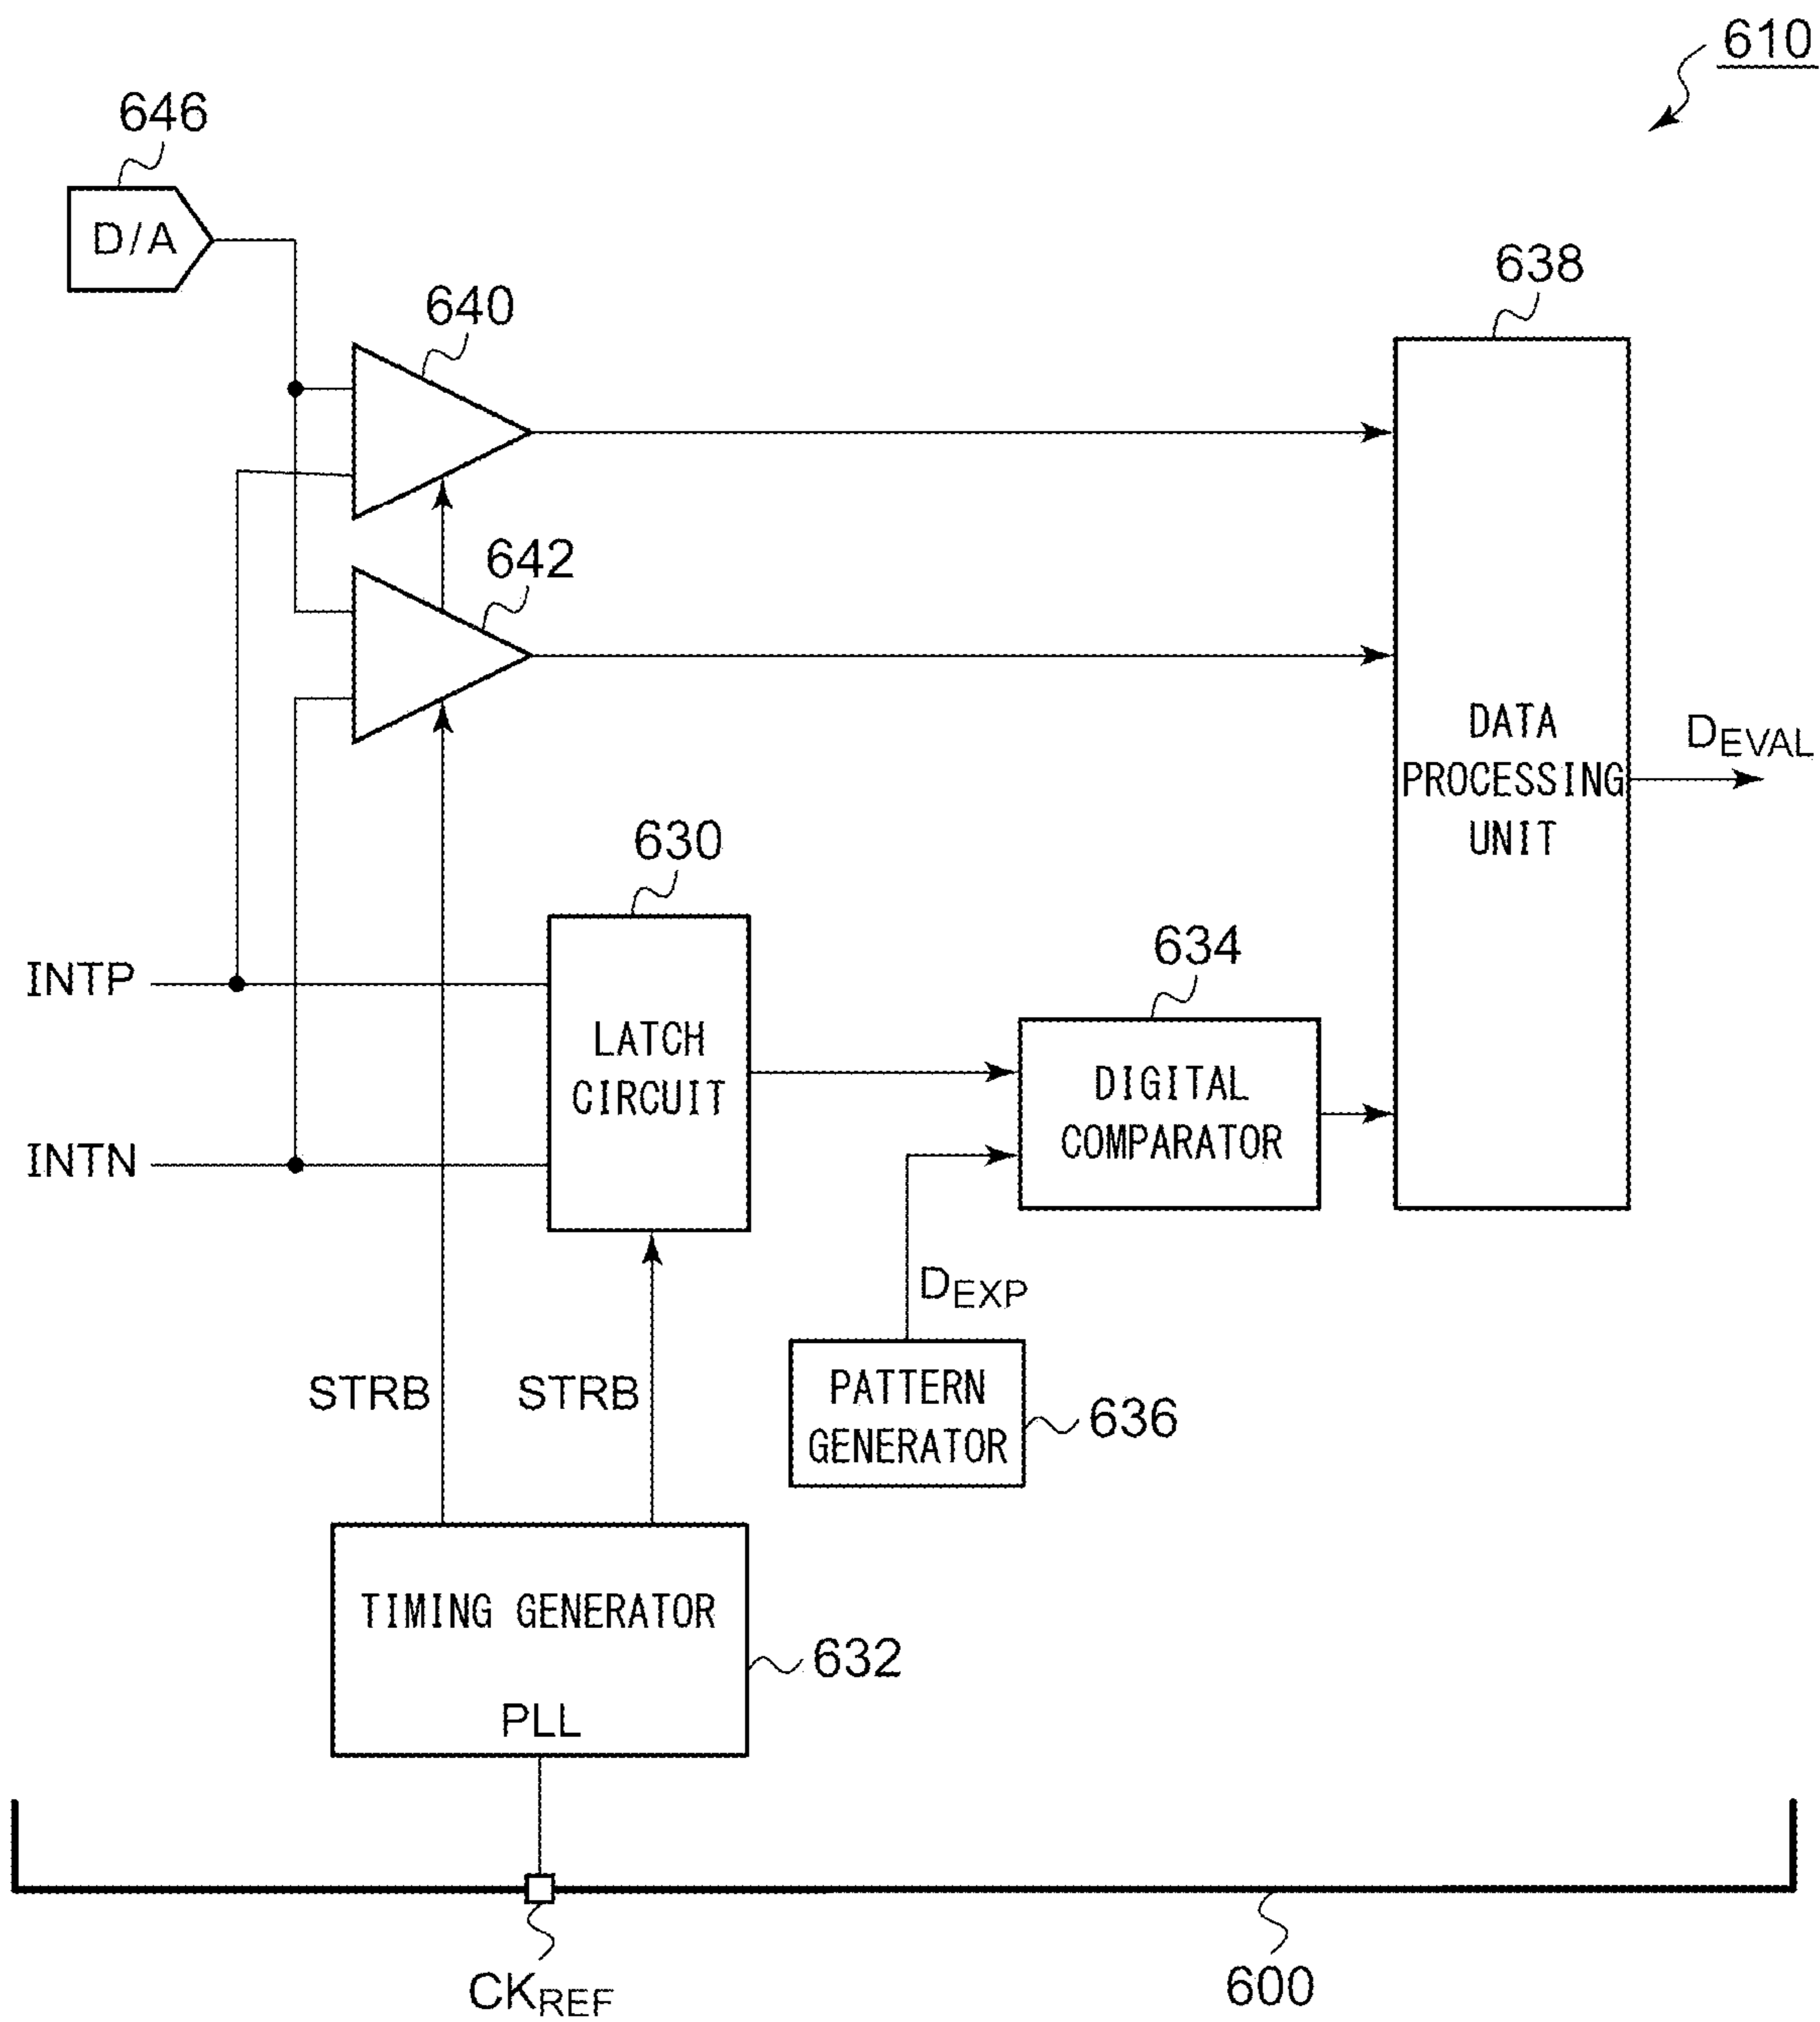 610
646
D/A
640
638
642
DATA
PROCESSING
UNIT
DEVAL
630
634
INTP
LATCH
CIRCUIT
DIGITAL
COMPARATOR
INTN
DEXP
STRB
STRB
PATTERN
GENERATOR
636
TIMING GENERATOR
632
PLL
CKREF
600